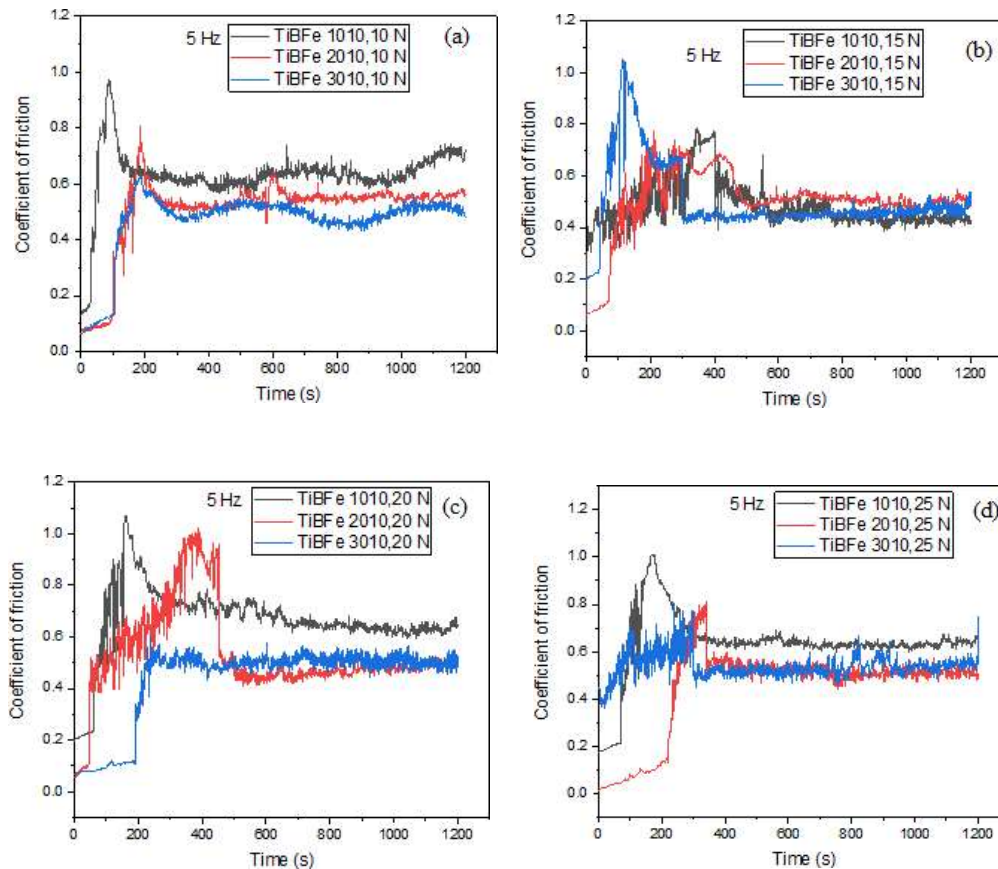 1.2
1.0
0.8
0.6
0.4
0.2
0.0
Coefficient of friction
5 Hz
TiBFe 1010,10 N
TiBFe 2010,10 N
TiBFe 3010,10 N
(a)
0 200 400 600 800 1000 1200
Time (s)
1.2
1.0
0.8
0.6
0.4
0.2
0.0
Coefficient of friction
5 Hz
TiBFe 1010,15 N
TiBFe 2010,15 N
TiBFe 3010,15 N
(b)
0 200 400 600 800 1000 1200
Time (s)
1.2
1.0
0.8
0.6
0.4
0.2
0.0
Coefficient of friction
5 Hz
TiBFe 1010,20 N
TiBFe 2010,20 N
TiBFe 3010,20 N
(c)
0 200 400 600 800 1000 1200
Time (s)
1.2
1.0
0.8
0.6
0.4
0.2
0.0
Coefficient of friction
5 Hz
TiBFe 1010,25 N
TiBFe 2010,25 N
TiBFe 3010,25 N
(d)
0 200 400 600 800 1000 1200
Time (s)